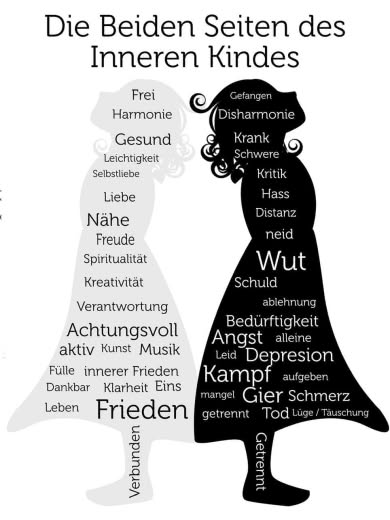 Die Beiden Seiten des
Inneren Kindes
Frei
Harmonie
Gesund
Leichtigkeit
Selbstliebe
Liebe
Nähe
Freude
Spiritualität
Kreativität
Verantwortung
Achtungsvoll
aktiv Kunst Musik
Fülle innerer Frieden
Dankbar Klarheit Eins
Leben Frieden
Verbunden
Gefangen
Disharmonie
Krank
Schwere
Kritik
Hass
Distanz
neid
Wut
Schuld
ablehnung
Bedürftigkeit
Angst alleine
Leid Depresion
Kampf aufgeben
mangel Gier Schmerz
getrennt Tod Lüge / Täuschung
Getrennt